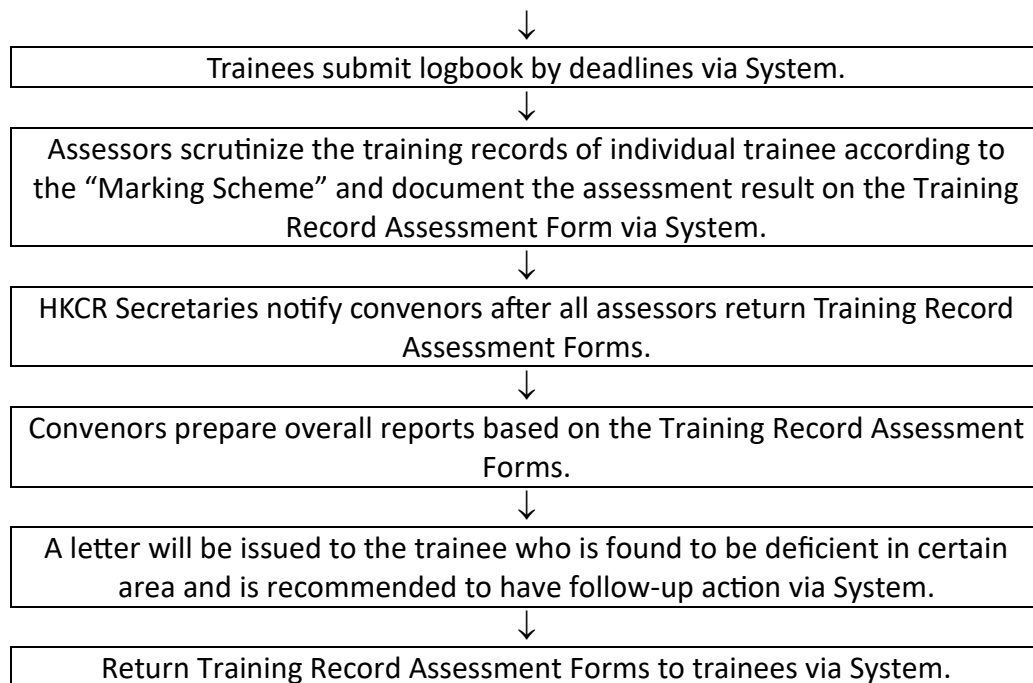 ↓
Trainees submit logbook by deadlines via System.
↓
Assessors scrutinize the training records of individual trainee according to
the “Marking Scheme” and document the assessment result on the Training
Record Assessment Form via System.
↓
HKCR Secretaries notify convenors after all assessors return Training Record
Assessment Forms.
↓
Convenors prepare overall reports based on the Training Record Assessment
Forms.
↓
A letter will be issued to the trainee who is found to be deficient in certain
area and is recommended to have follow-up action via System.
↓
Return Training Record Assessment Forms to trainees via System.